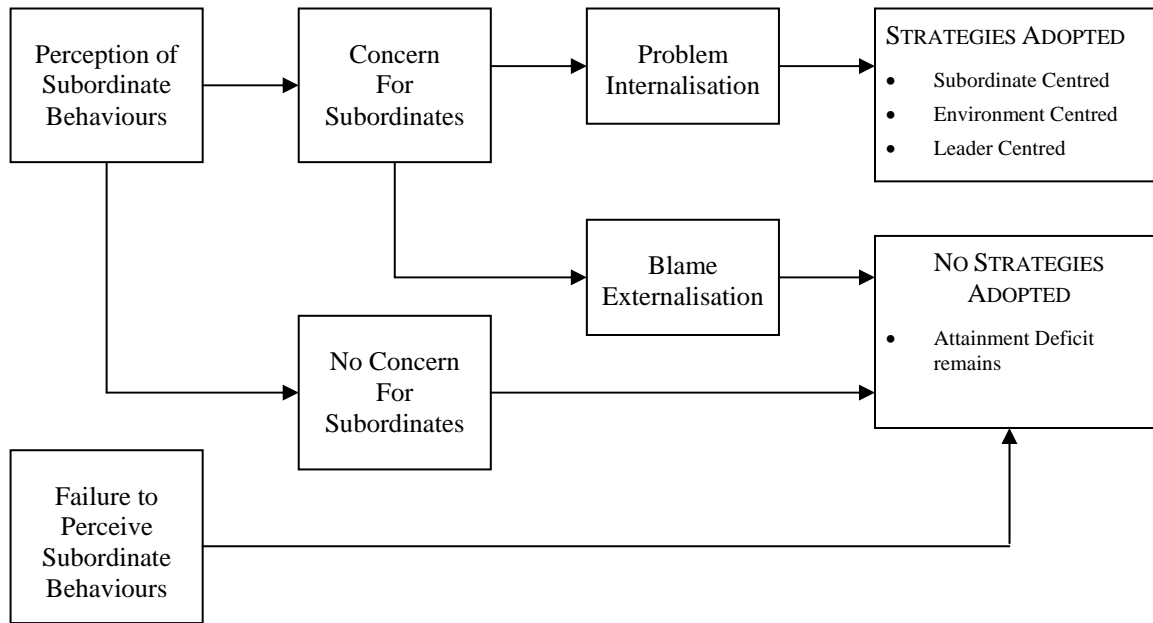 Perception of
Subordinate
Behaviours
Concern
For
Subordinates
Problem
Internalisation
STRATEGIES ADOPTED
• Subordinate Centred
• Environment Centred
• Leader Centred
Blame
Externalisation
NO STRATEGIES
ADOPTED
• Attainment Deficit
remains
No Concern
For
Subordinates
Failure to
Perceive
Subordinate
Behaviours